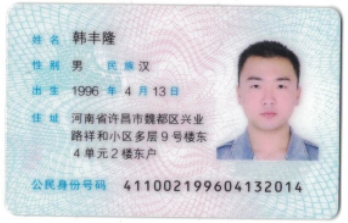 姓名 韩丰隆
性别 男 民族 汉
出生 1996 年 4 月 13 日
住址 河南省许昌市魏都区兴业
路祥和小区多层9号楼东
4单元2楼东户
公民身份号码 411002199604132014